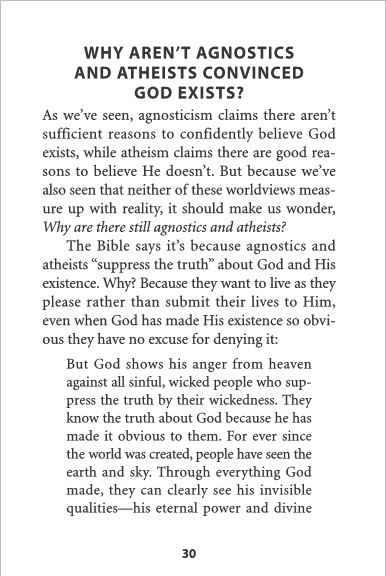 WHY AREN'T AGNOSTICS
AND ATHEISTS CONVINCED
GOD EXISTS?
As we've seen, agnosticism claims there aren't
sufficient reasons to confidently believe God
exists, while atheism claims there are good rea-
sons to believe He doesn't. But because we've
also seen that neither of these worldviews meas-
ure up with reality, it should make us wonder,
Why are there still agnostics and atheists?
The Bible says it's because agnostics and
atheists “suppress the truth” about God and His
existence. Why? Because they want to live as they
please rather than submit their lives to Him,
even when God has made His existence so obvi-
ous they have no excuse for denying it:
But God shows his anger from heaven
against all sinful, wicked people who sup-
press the truth by their wickedness. They
know the truth about God because he has
made it obvious to them. For ever since
the world was created, people have seen the
earth and sky. Through everything God
made, they can clearly see his invisible
qualities—his eternal power and divine
30